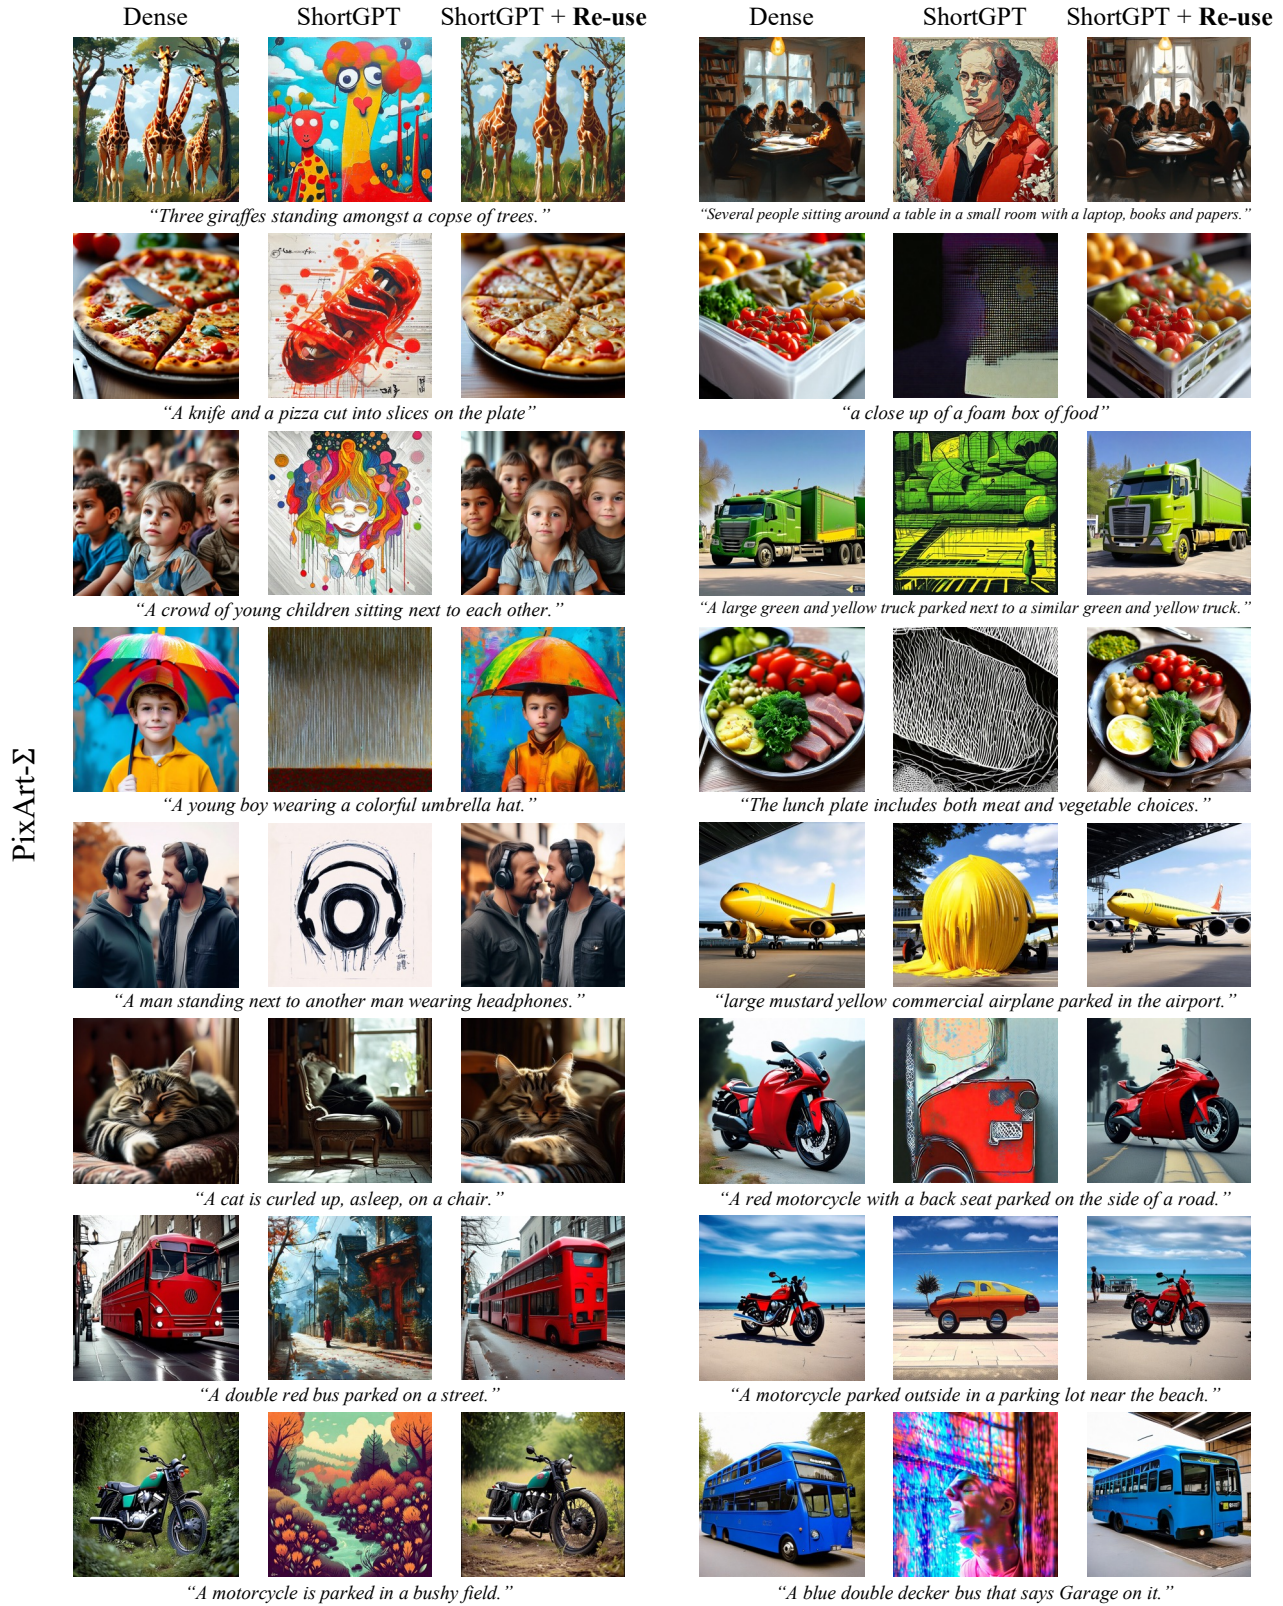 Dense ShortGPT ShortGPT + Re-use Dense ShortGPT ShortGPT + Re-use
“Three giraffes standing amongst a copse of trees.”
“Several people sitting around a table in a small room with a laptop, books and papers.”
“A knife and a pizza cut into slices on the plate”
“a close up of a foam box of food”
“A crowd of young children sitting next to each other.”
“A large green and yellow truck parked next to a similar green and yellow truck.”
“A young boy wearing a colorful umbrella hat.”
“The lunch plate includes both meat and vegetable choices.”
PixArt-Σ
“A man standing next to another man wearing headphones.”
“large mustard yellow commercial airplane parked in the airport.”
“A cat is curled up, asleep, on a chair.”
“A red motorcycle with a back seat parked on the side of a road.”
“A double red bus parked on a street.”
“A motorcycle parked outside in a parking lot near the beach.”
“A motorcycle is parked in a bushy field.”
“A blue double decker bus that says Garage on it.”